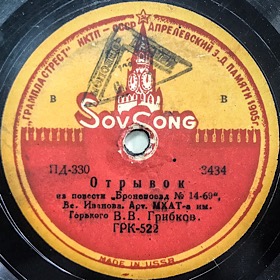 "ГРАМПЛАСТРЕСТ" НКТП — СССР АПРЕЛЕВСКИЙ З-Д ПАМЯТИ 1905 г.
В В
SOVSONG
ПД-330 3434
Отрывок
из повести „Бронепоезд № 14-69",
Вс. Иванова. Арт. МХАТ-а им.
Горького В.В. Грибков.
ГРК-522
MADE IN USSR